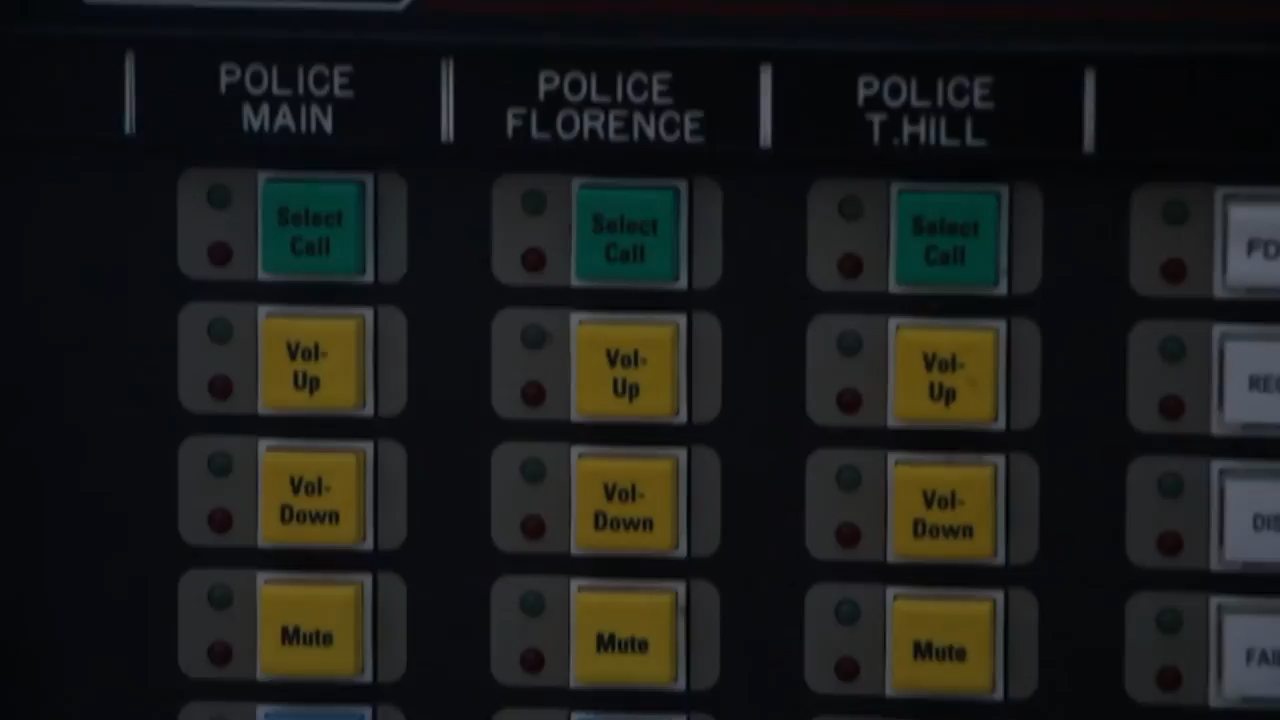 POLICE
MAIN
POLICE
FLORENCE
POLICE
T.HILL
Select
Call
Select
Call
Select
Call
Vol-
Up
Vol-
Up
Vol-
Up
Vol-
Down
Vol-
Down
Vol-
Down
Mute
Mute
Mute